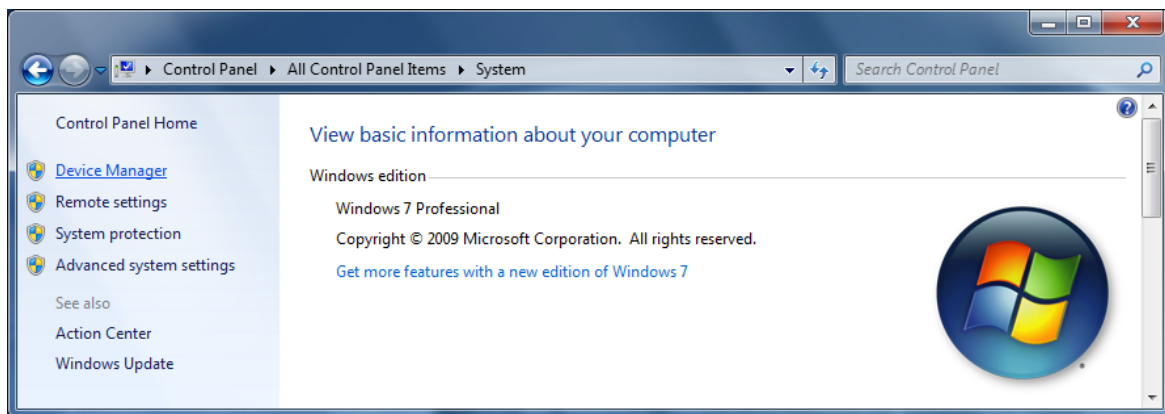 Control Panel ▸ All Control Panel Items ▸ System
Search Control Panel
Control Panel Home
Device Manager
Remote settings
System protection
Advanced system settings
See also
Action Center
Windows Update
View basic information about your computer
Windows edition
Windows 7 Professional
Copyright © 2009 Microsoft Corporation. All rights reserved.
Get more features with a new edition of Windows 7